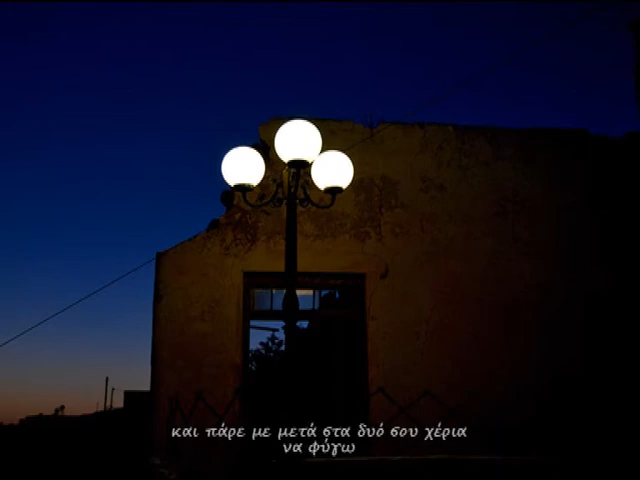 και πάρε με μετά στα δυό σου χέρια
να φύγω